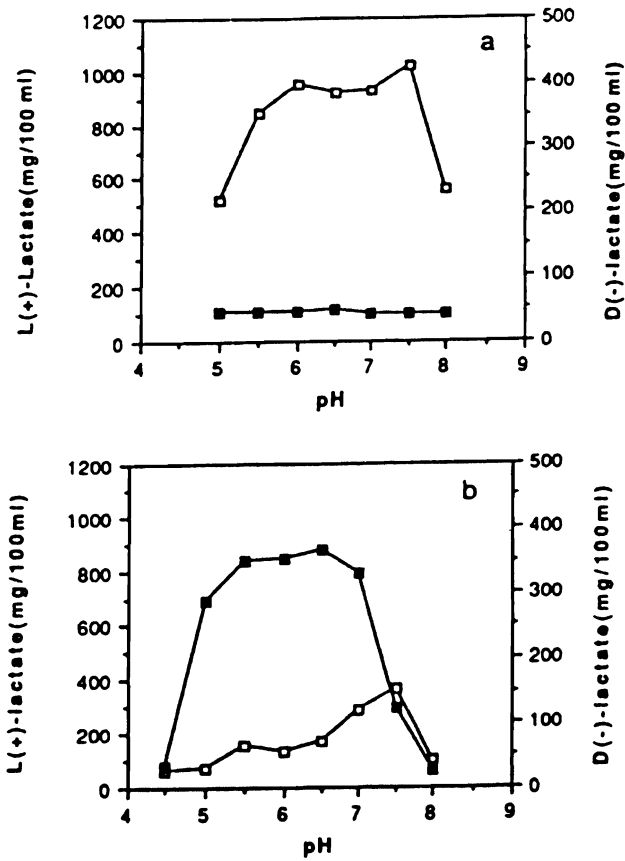 a
L(+)-Lactate(mg/100 ml)
1200
1000
800
600
400
200
0
D(-)-lactate(mg/100 ml)
500
400
300
200
100
0
4 5 6 7 8 9
pH
b
L(+)-lactate(mg/100ml)
1200
1000
800
600
400
200
0
D(-)-lactate(mg/100ml)
500
400
300
200
100
0
4 5 6 7 8 9
pH